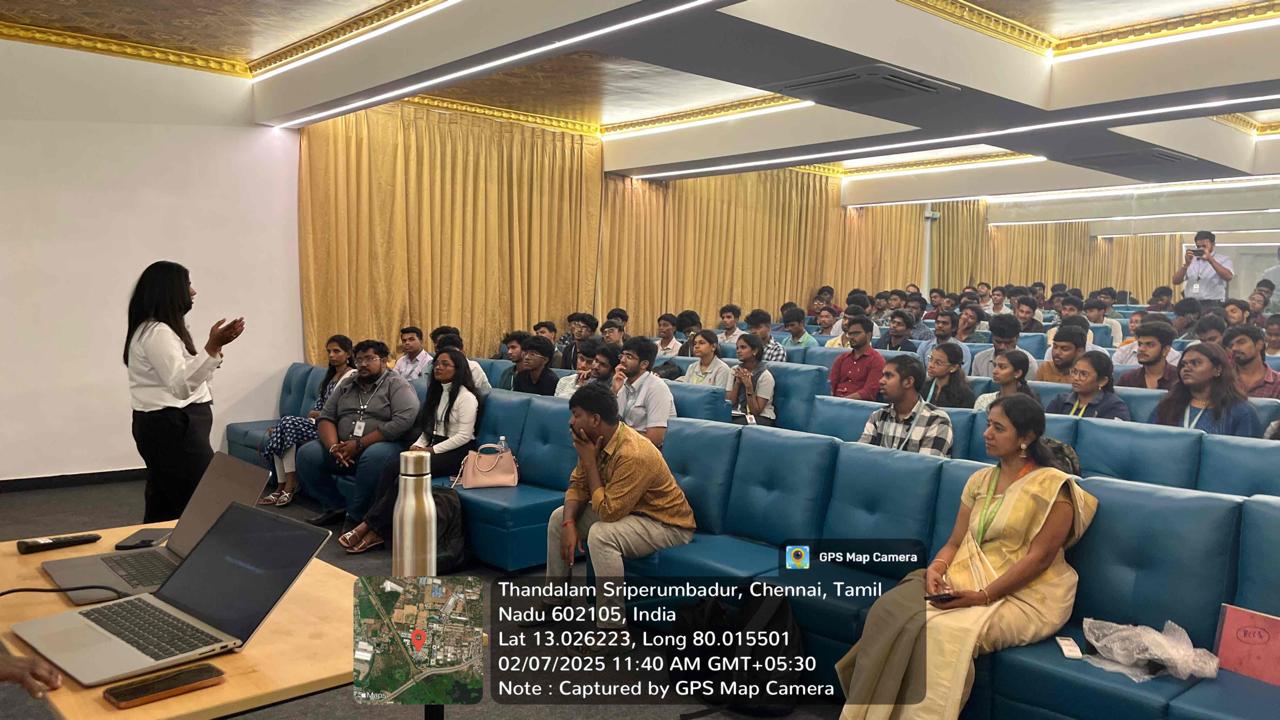 GPS Map Camera
Thandalam Sriperumbadur, Chennai, Tamil
Nadu 602105, India
Lat 13.026223, Long 80.015501
02/07/2025 11:40 AM GMT+05:30
Note : Captured by GPS Map Camera
Maps